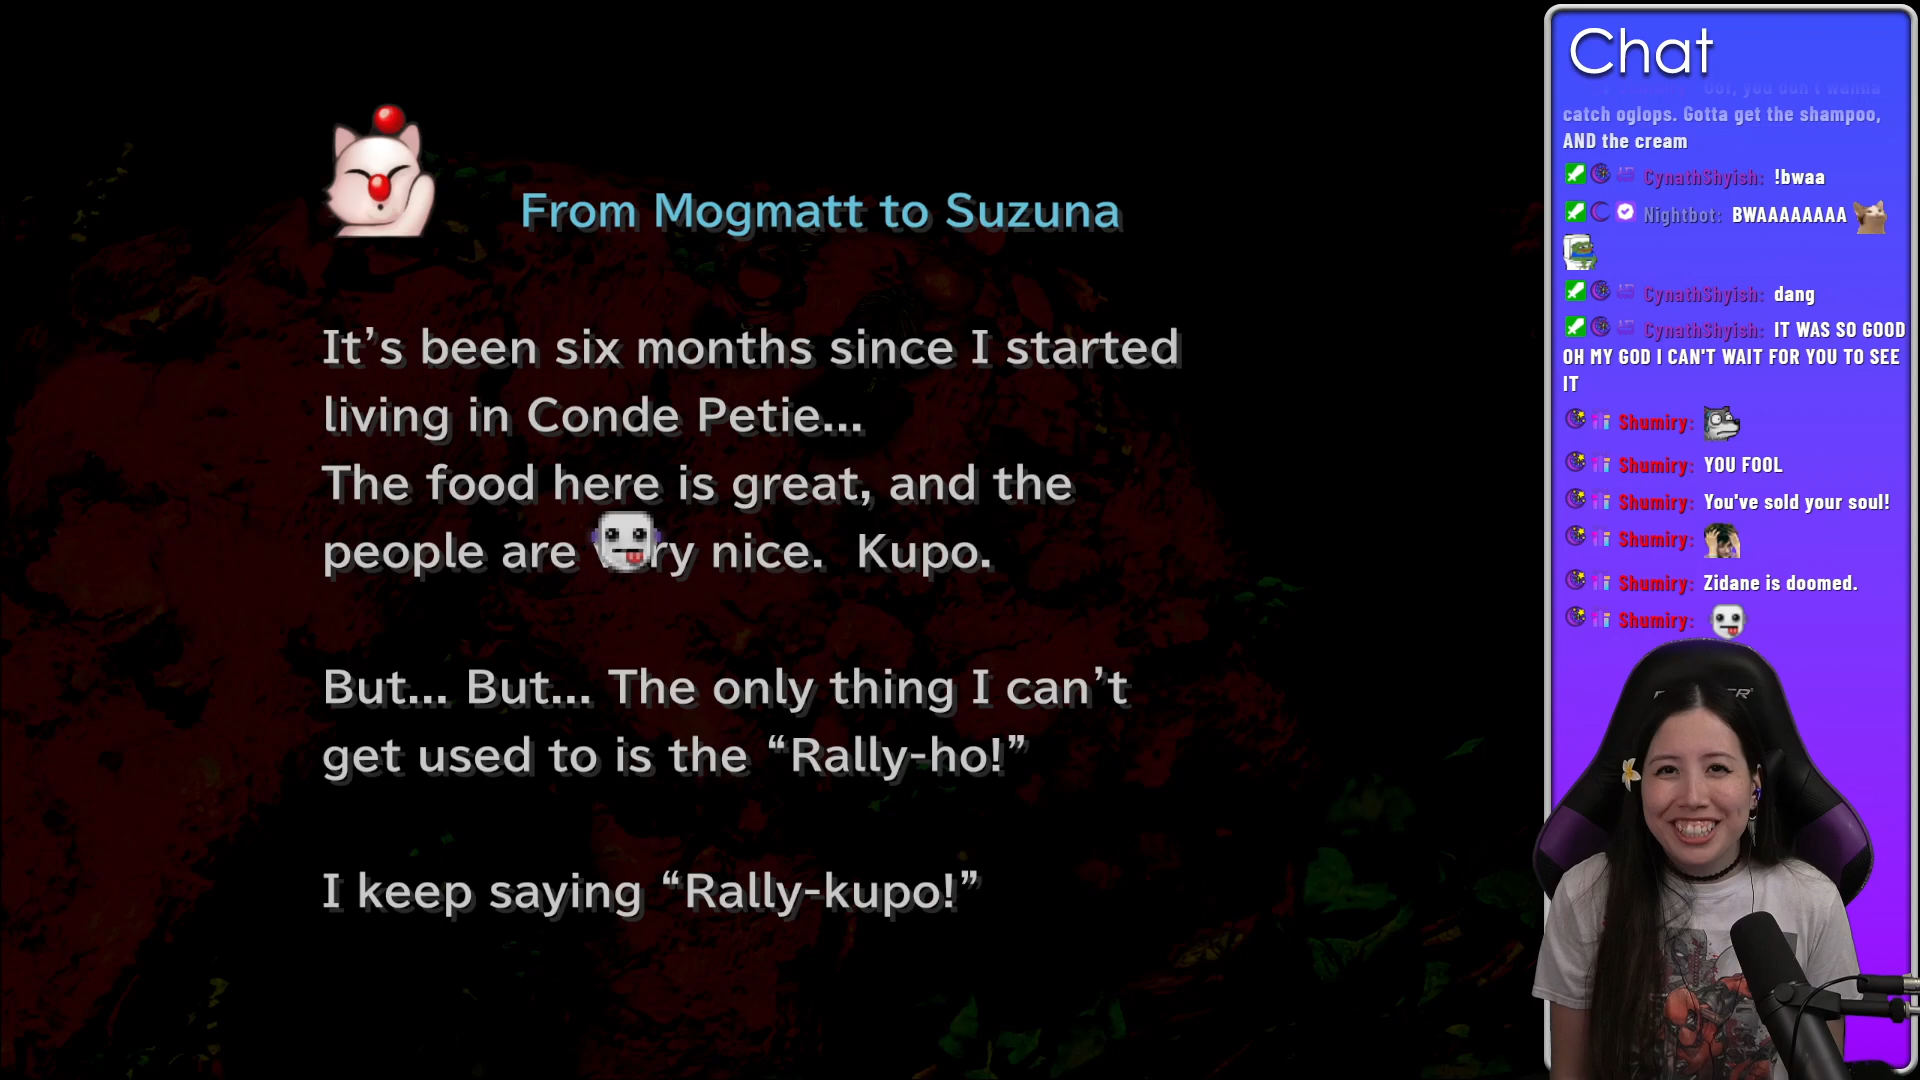 From Mogmatt to Suzuna
It's been six months since I started
living in Conde Petie...
The food here is great, and the
people are ry nice. Kupo.
But... But... The only thing I can't
get used to is the “Rally-ho!”
I keep saying “Rally-kupo!”
Chat
Oof, you don't wanna
catch oglops. Gotta get the shampoo,
AND the cream
CynathShyish: !bwaa
Nightbot: BWAAAAAAAA
CynathShyish: dang
CynathShyish: IT WAS SO GOOD
OH MY GOD I CAN'T WAIT FOR YOU TO SEE
IT
Shumiry:
Shumiry: YOU FOOL
Shumiry: You've sold your soul!
Shumiry:
Shumiry: Zidane is doomed.
Shumiry: